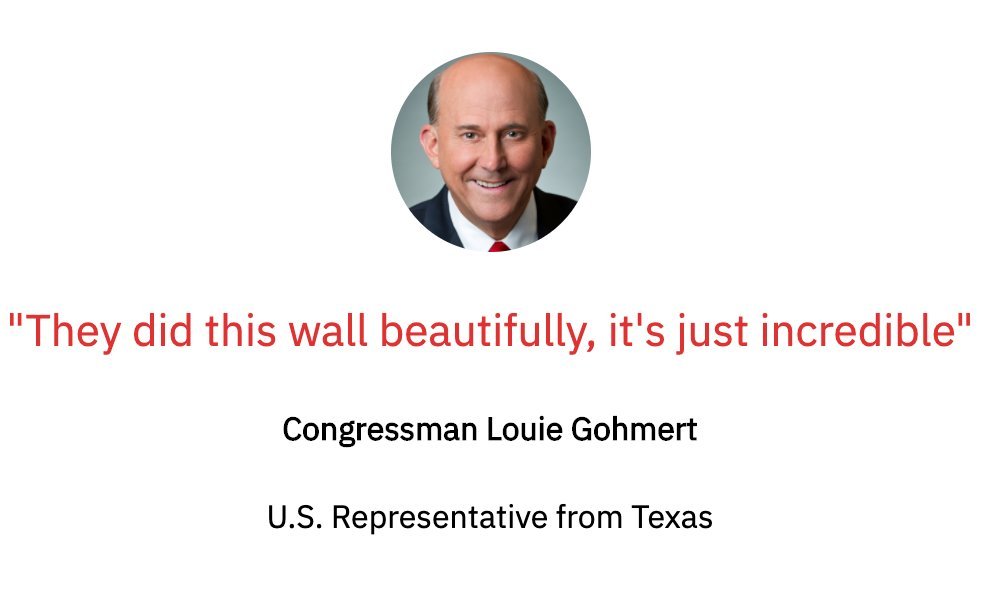 "They did this wall beautifully, it's just incredible"
Congressman Louie Gohmert
U.S. Representative from Texas